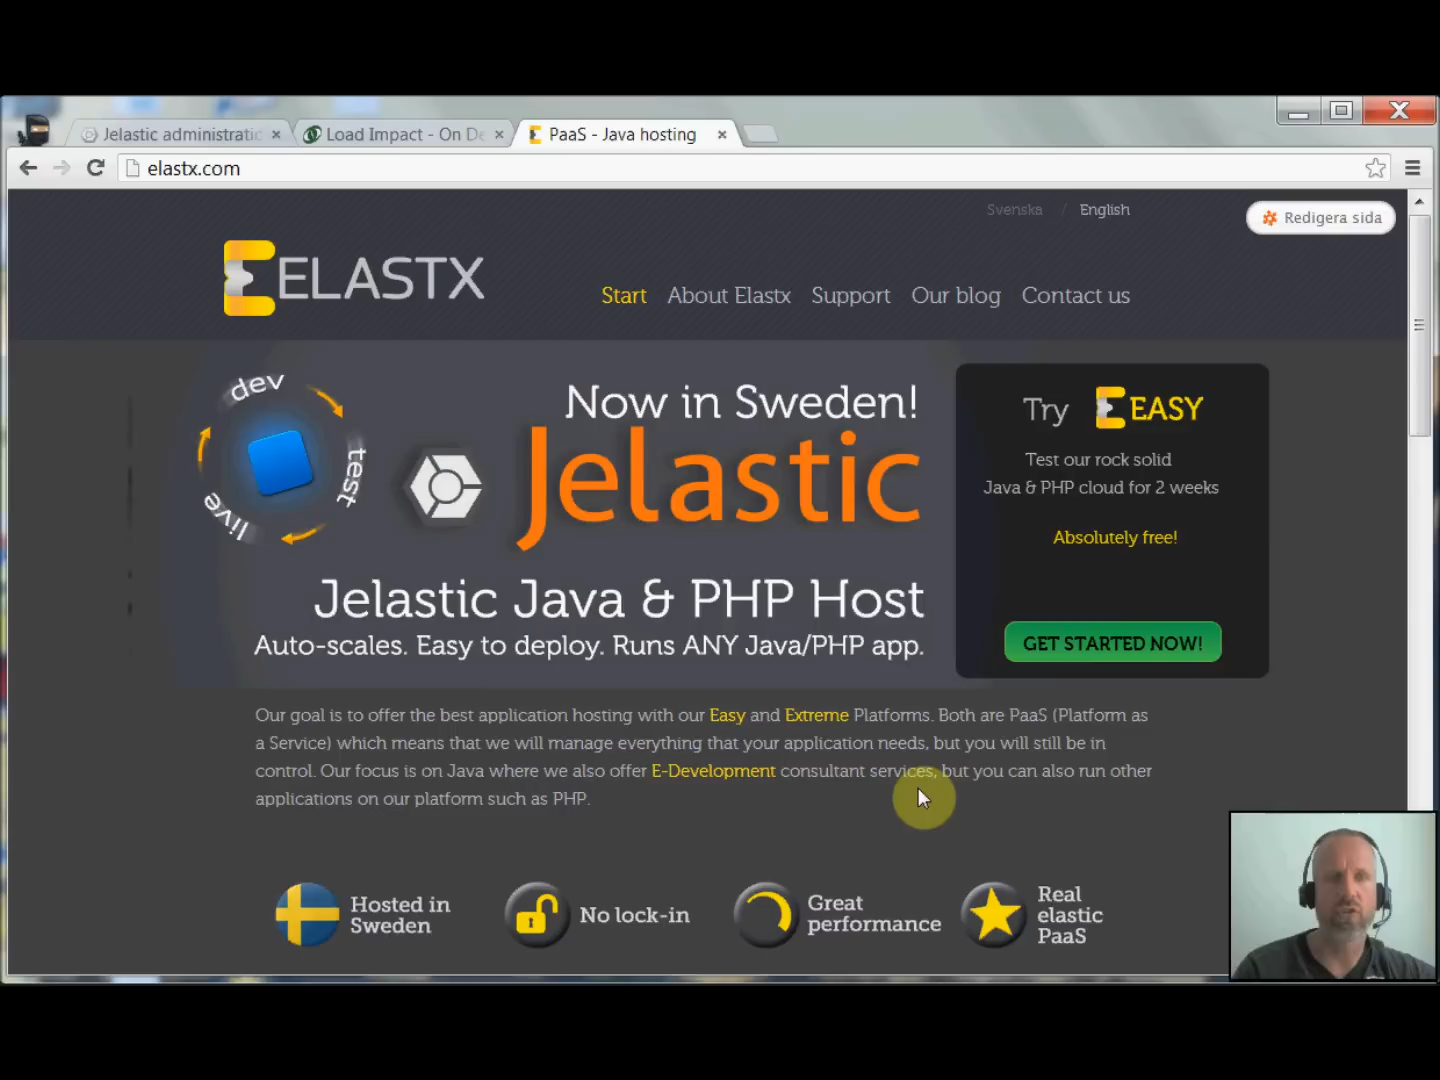 Jelastic administratio
Load Impact - On De
PaaS - Java hosting
elastx.com
Svenska / English
Redigera sida
ELASTX
Start
About Elastx
Support
Our blog
Contact us
dev
test
live
Now in Sweden!
Jelastic
Jelastic Java & PHP Host
Auto-scales. Easy to deploy. Runs ANY Java/PHP app.
Try EASY
Test our rock solid
Java & PHP cloud for 2 weeks
Absolutely free!
GET STARTED NOW!
Our goal is to offer the best application hosting with our Easy and Extreme Platforms. Both are PaaS (Platform as
a Service) which means that we will manage everything that your application needs, but you will still be in
control. Our focus is on Java where we also offer E-Development consultant services, but you can also run other
applications on our platform such as PHP.
Hosted in
Sweden
No lock-in
Great
performance
Real
elastic
PaaS